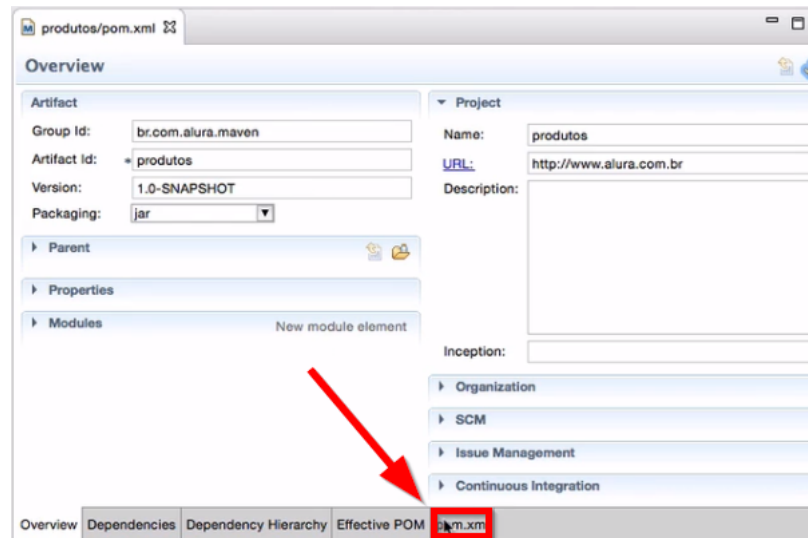 produtos/pom.xml
Overview
Artifact
Group Id: br.com.alura.maven
Artifact Id: * produtos
Version: 1.0-SNAPSHOT
Packaging: jar
Parent
Properties
Modules
New module element
Project
Name: produtos
URL: http://www.alura.com.br
Description:
Inception:
Organization
SCM
Issue Management
Continuous Integration
Overview Dependencies Dependency Hierarchy Effective POM